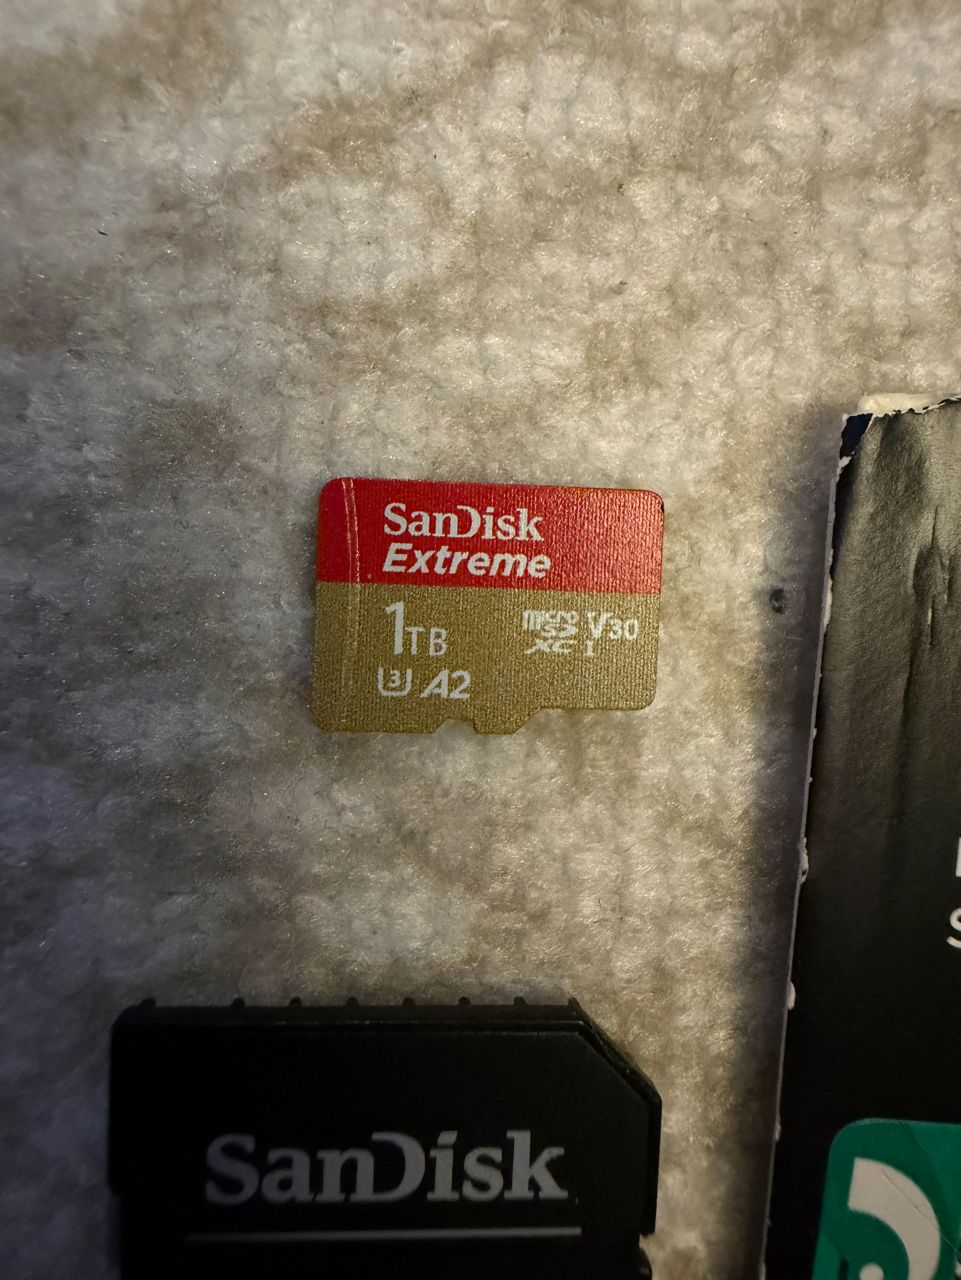 SanDisk
Extreme
1TB
micro SD XC I V30
U3 A2
SanDisk